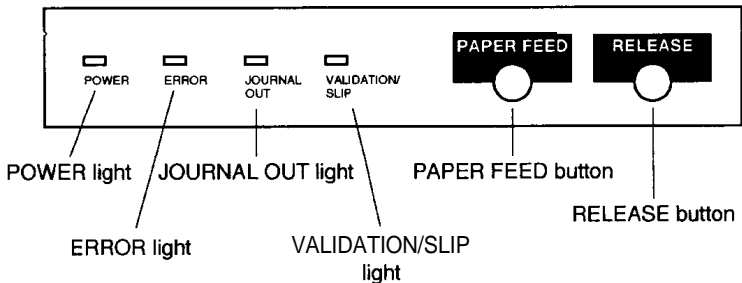 PAPER FEED
RELEASE
POWER
ERROR
JOURNAL
OUT
VALIDATION/
SLIP
POWER light
JOURNAL OUT light
PAPER FEED button
RELEASE button
ERROR light
VALIDATION/SLIP
light